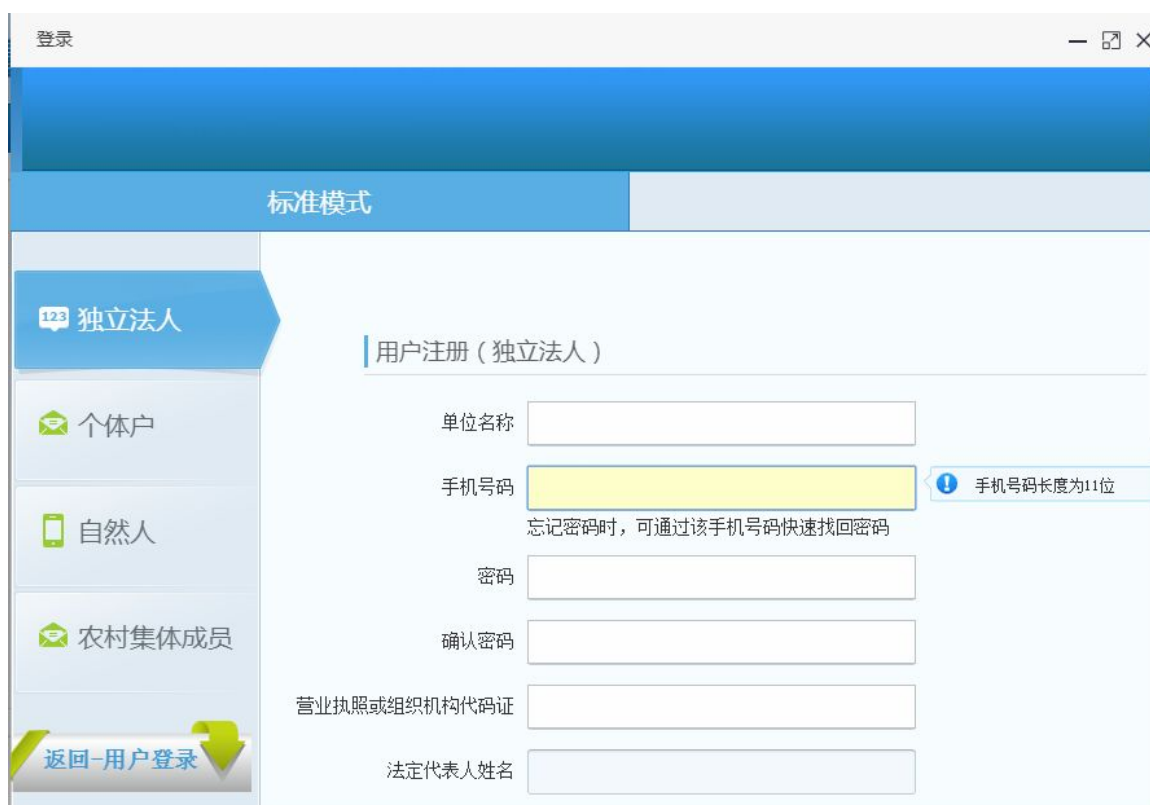 登录
标准模式
123 独立法人
个体户
自然人
农村集体成员
返回-用户登录
用户注册（独立法人）
单位名称
手机号码
手机号码长度为11位
忘记密码时，可通过该手机号码快速找回密码
密码
确认密码
营业执照或组织机构代码证
法定代表人姓名